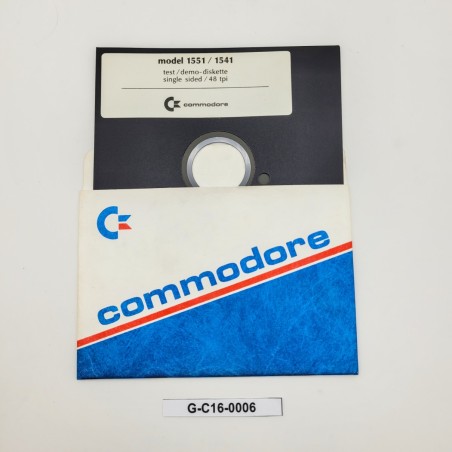 model 1551 / 1541
test / demo-diskette
single sided / 48 tpi
commodore
commodore
G-C16-0006